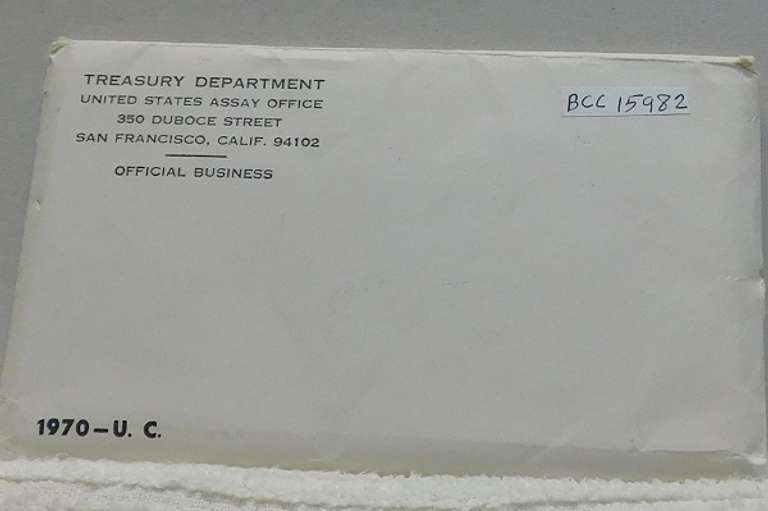 TREASURY DEPARTMENT
UNITED STATES ASSAY OFFICE
350 DUBOCE STREET
SAN FRANCISCO, CALIF. 94102
OFFICIAL BUSINESS
BCC 15982
1970-U. C.